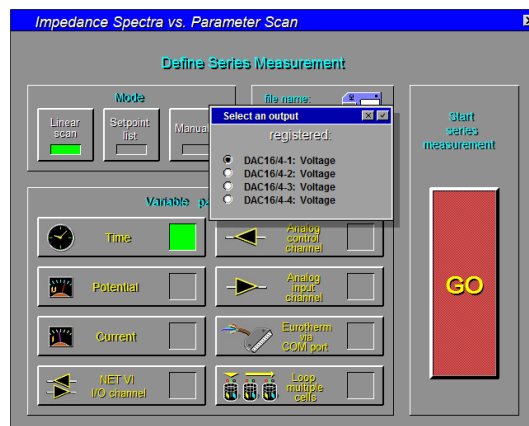 Impedance Spectra vs. Parameter Scan
Define Series Measurement
Mode
Linear scan
Setpoint list
Manual
file name:
Select an output
registered:
DAC16/4-1: Voltage
DAC16/4-2: Voltage
DAC16/4-3: Voltage
DAC16/4-4: Voltage
Start
series
measurement
GO
Variable
Time
Potential
Current
NET VI
I/O channel
Analog
control
channel
Analog
input
channel
Eurotherm
via
COM port
Loop
multiple
cells